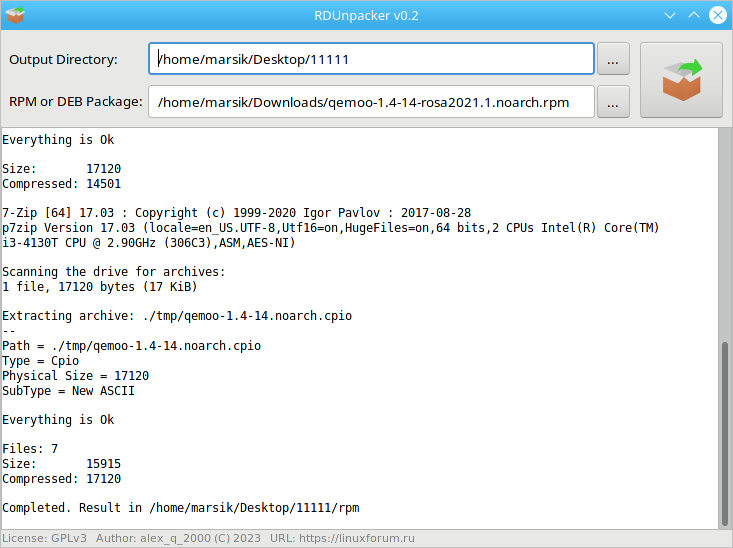 RDUnpacker v0.2
Output Directory: /home/marsik/Desktop/11111 ...
RPM or DEB Package: /home/marsik/Downloads/qemoo-1.4-14-rosa2021.1.noarch.rpm ...
Everything is Ok
Size:       17120
Compressed: 14501
7-Zip [64] 17.03 : Copyright (c) 1999-2020 Igor Pavlov : 2017-08-28
p7zip Version 17.03 (locale=en_US.UTF-8,Utf16=on,HugeFiles=on,64 bits,2 CPUs Intel(R) Core(TM)
i3-4130T CPU @ 2.90GHz (306C3),ASM,AES-NI)
Scanning the drive for archives:
1 file, 17120 bytes (17 KiB)
Extracting archive: ./tmp/qemoo-1.4-14.noarch.cpio
--
Path = ./tmp/qemoo-1.4-14.noarch.cpio
Type = Cpio
Physical Size = 17120
SubType = New ASCII
Everything is Ok
Files: 7
Size:       15915
Compressed: 17120
Completed. Result in /home/marsik/Desktop/11111/rpm
License: GPLv3 Author: alex_q_2000 (C) 2023 URL: https://linuxforum.ru